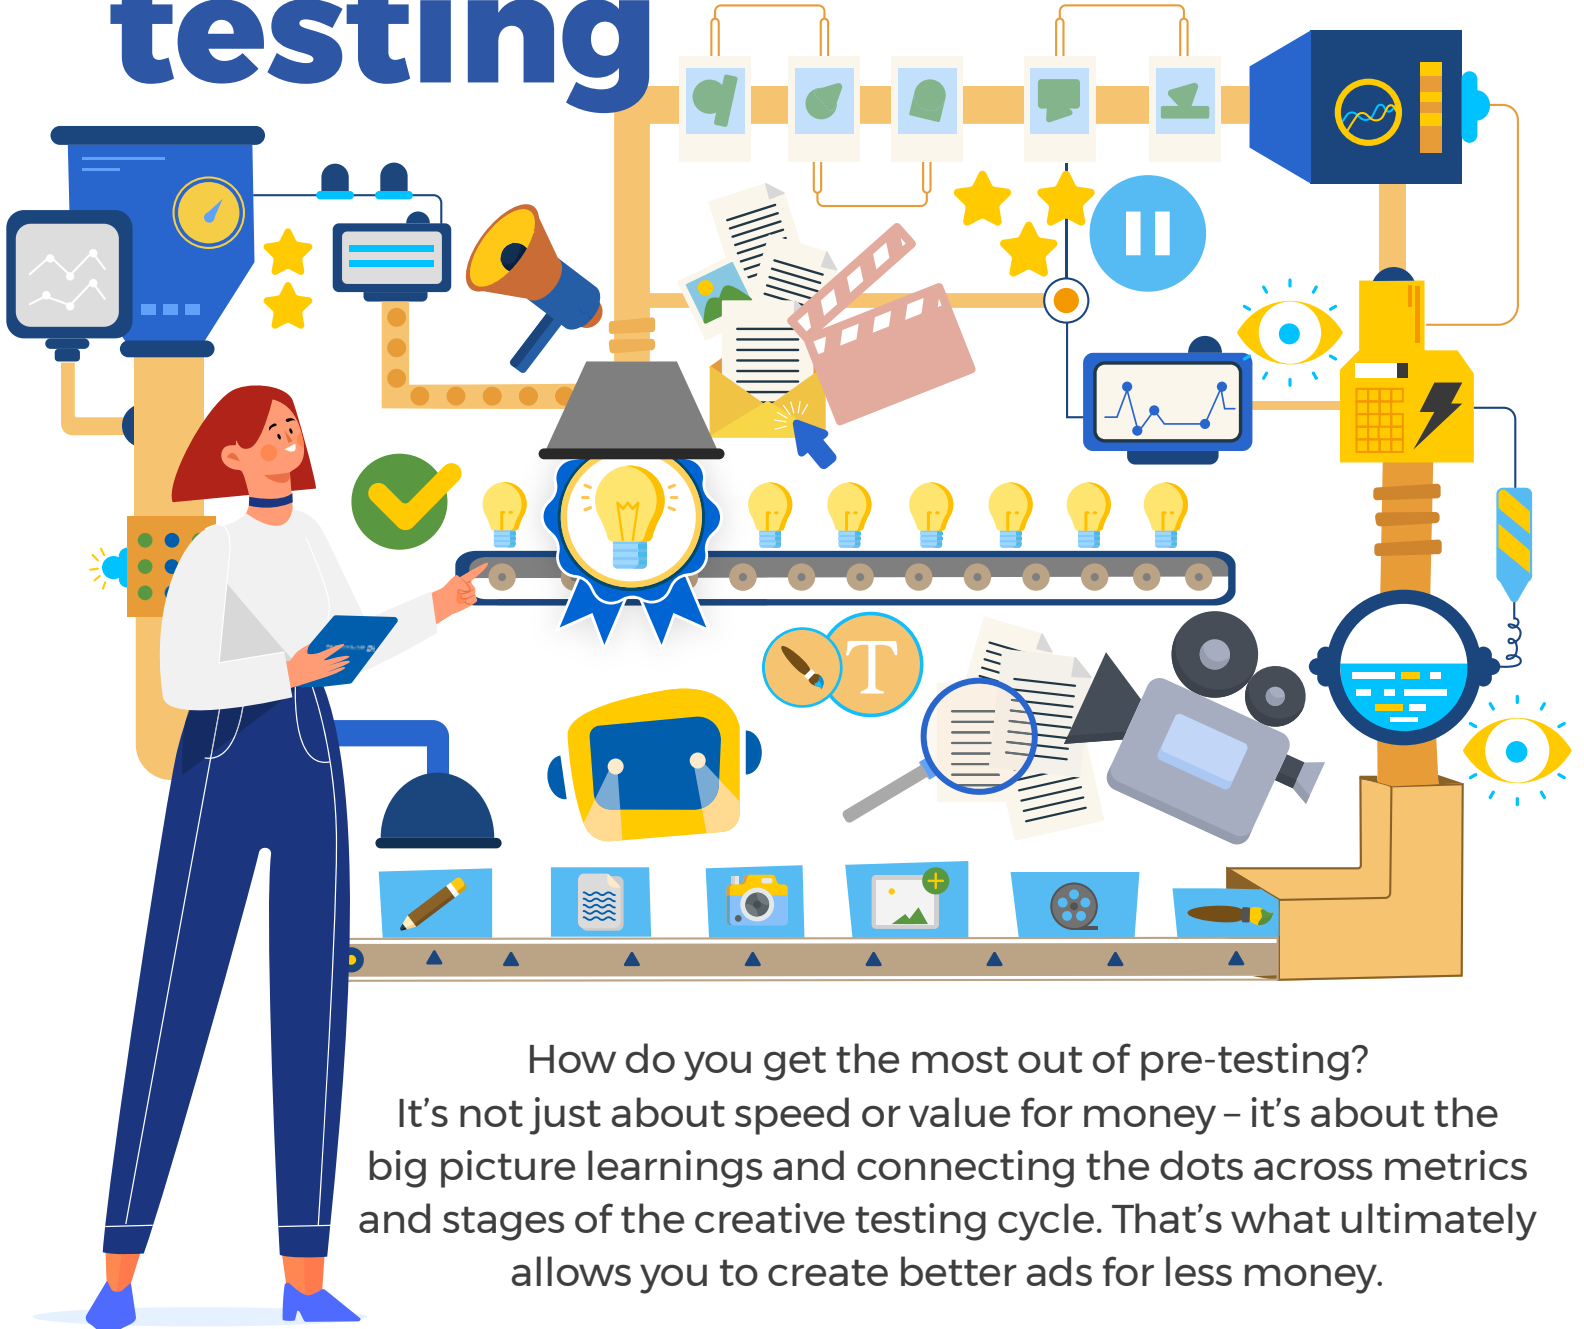 testing
T
How do you get the most out of pre-testing?
It’s not just about speed or value for money – it’s about the
big picture learnings and connecting the dots across metrics
and stages of the creative testing cycle. That’s what ultimately
allows you to create better ads for less money.